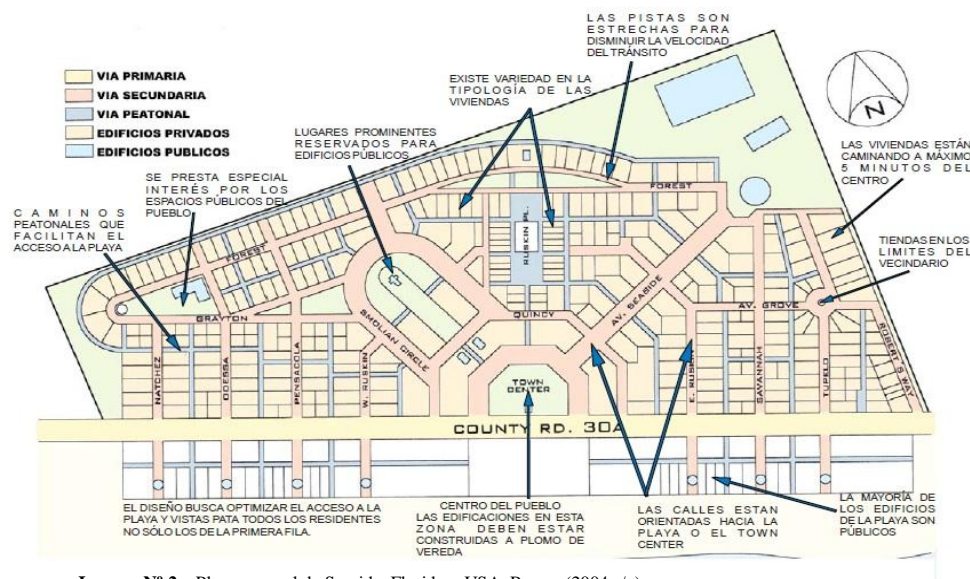 LAS PISTAS SON
ESTRECHAS PARA
DISMINUIR LA VELOCIDAD
DEL TRÁNSITO
VIA PRIMARIA
VIA SECUNDARIA
VIA PEATONAL
EDIFICIOS PRIVADOS
EDIFICIOS PUBLICOS
EXISTE VARIEDAD EN LA
TIPOLOGÍA DE LAS
VIVIENDAS
N
LUGARES PROMINENTES
RESERVADOS PARA
EDIFICIOS PÚBLICOS
LAS VIVIENDAS ESTÁN
CAMINANDO A MÁXIMO
5 MINUTOS DEL
CENTRO
SE PRESTA ESPECIAL
INTERÉS POR LOS
ESPACIOS PÚBLICOS DEL
PUEBLO
CAMINOS
PEATONALES QUE
FACILITAN EL
ACCESO A LA PLAYA
TIENDAS EN LOS
LIMITES DEL
VECINDARIO
FOREST
FOREST
RUSKIN PL.
AV. SEASIDE
AV. GROVE
GRAYTON
SMOLIAN CIRCLE
QUINCY
NATCHEZ
ODESSA
PENSACOLA
W. RUSKIN
TOWN
CENTER
E. RUSKIN
SAVANNAH
TUPELO
ROBERT S WAY
COUNTY RD. 30A
EL DISEÑO BUSCA OPTIMIZAR EL ACCESO A LA
PLAYA Y VISTAS PATA TODOS LOS RESIDENTES
NO SÓLO LOS DE LA PRIMERA FILA.
CENTRO DEL PUEBLO
LAS EDIFICACIONES EN ESTA
ZONA DEBEN ESTAR
CONSTRUIDAS A PLOMO DE
VEREDA
LAS CALLES ESTAN
ORIENTADAS HACIA LA
PLAYA O EL TOWN
CENTER
LA MAYORÍA DE
LOS EDIFICIOS
DE LA PLAYA SON
PÚBLICOS